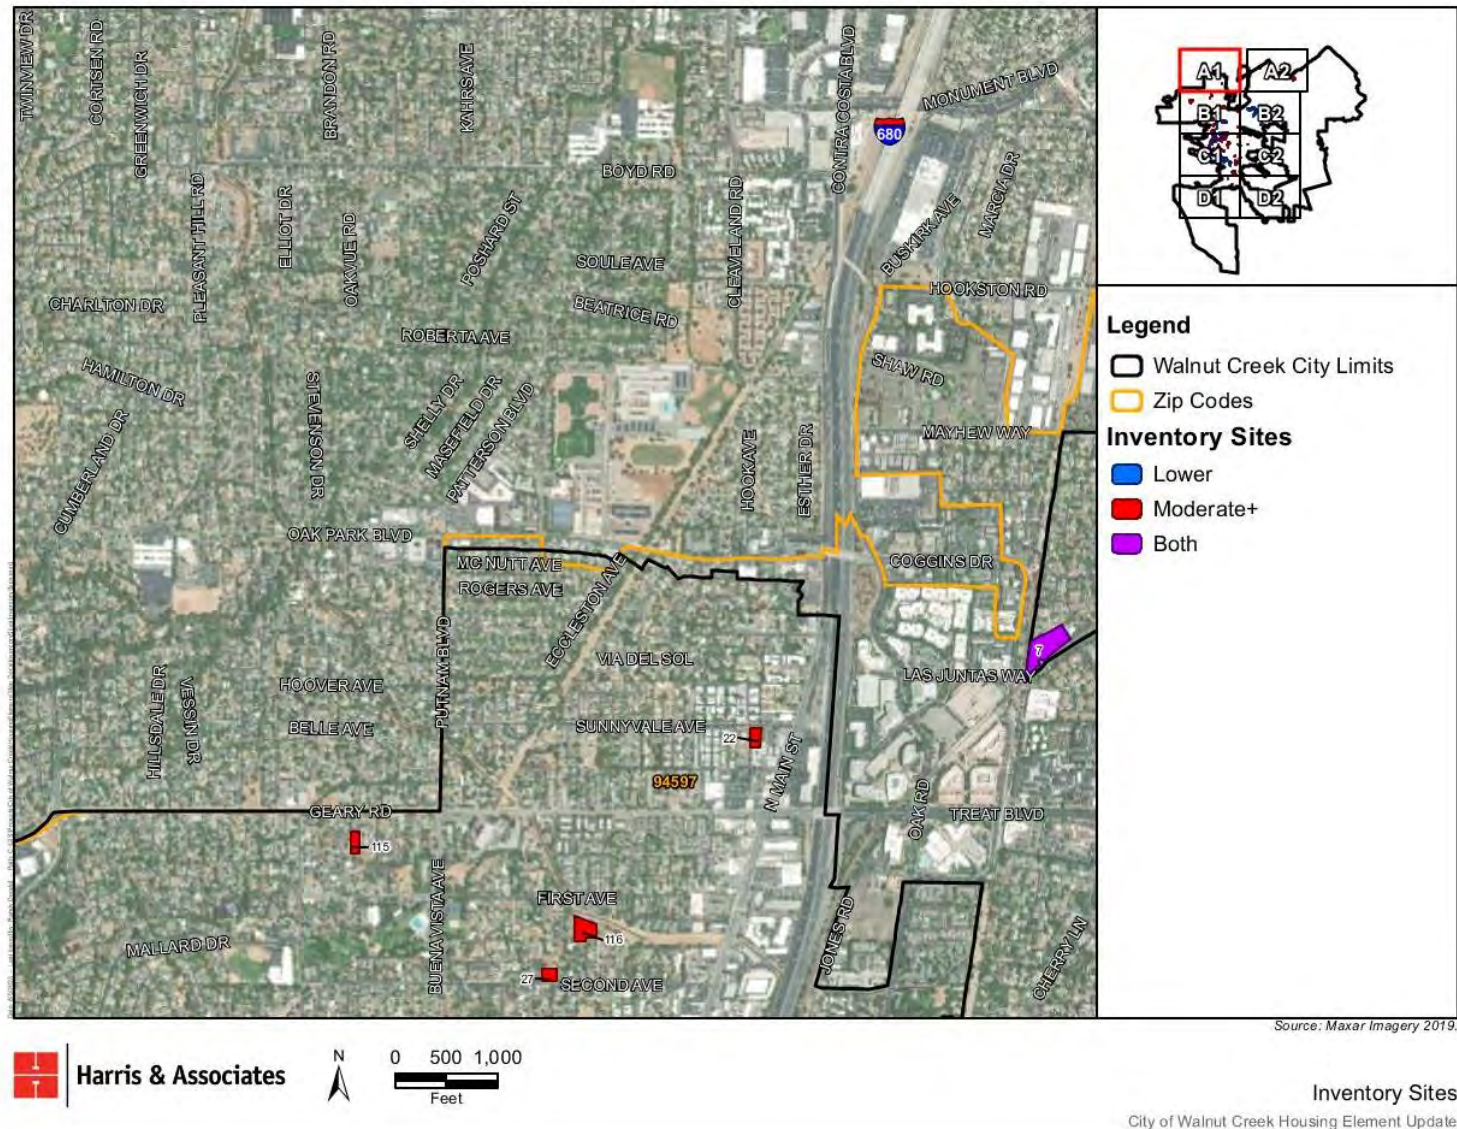 TWINVIEW DR
CORTSEN RD
GREENWICH DR
BRANDON RD
KAHRS AVE
CONTRA COSTA BLVD
MONUMENT BLVD
680
BOYD RD
PLEASANT HILL RD
ELLIOT DR
OAKVUE RD
POSHARD ST
CLEAVELAND RD
MARCIA DR
BUSKIRK AVE
SOULE AVE
HOOKSTON RD
CHARLTON DR
BEATRICE RD
ROBERTA AVE
SHAW RD
HAMILTON DR
STEVENSON DR
SHELLY DR
MASEFIELD DR
PATTERSON BLVD
MAYHEW WAY
CUMBERLAND DR
HOOK AVE
ESTHER DR
OAK PARK BLVD
MC NUTT AVE
COGGINS DR
ROGERS AVE
ECCLESTON AVE
PUTNAM BLVD
VIA DEL SOL
7
LAS JUNTAS WAY
HILLSDALE DR
VESSIN DR
HOOVER AVE
BELLE AVE
SUNNYVALE AVE
22
N MAIN ST
94597
GEARY RD
OAK RD
TREAT BLVD
115
BUENA VISTA AVE
FIRST AVE
116
JONES RD
CHERRY LN
MALLARD DR
27
SECOND AVE
A1
A2
B1
B2
C1
C2
D1
D2
Legend
Walnut Creek City Limits
Zip Codes
Inventory Sites
Lower
Moderate+
Both
Source: Maxar Imagery 2019.
Harris & Associates
N
0 500 1,000
Feet
Inventory Sites
City of Walnut Creek Housing Element Update